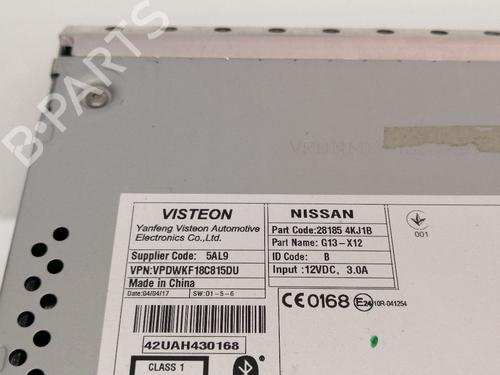 B-PARTS
VISTEON
Yanfeng Visteon Automotive
Electronics Co.,Ltd.
Supplier Code: 5AL9
VPN:VPDWKF18C815DU
Made in China
Date:04/04/17 SW:01-5-6
42UAH430168
CLASS 1
NISSAN
Part Code:28185 4KJ1B
Part Name: G13-X12
ID Code: B
Input :12VDC, 3.0A
CE0168 E24 10R-041254
001